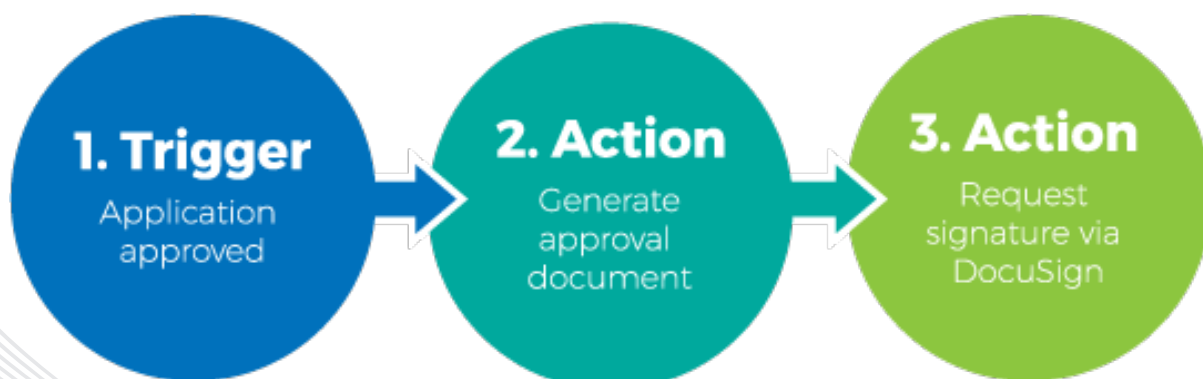 1. Trigger
Application
approved
2. Action
Generate
approval
document
3. Action
Request
signature via
DocuSign